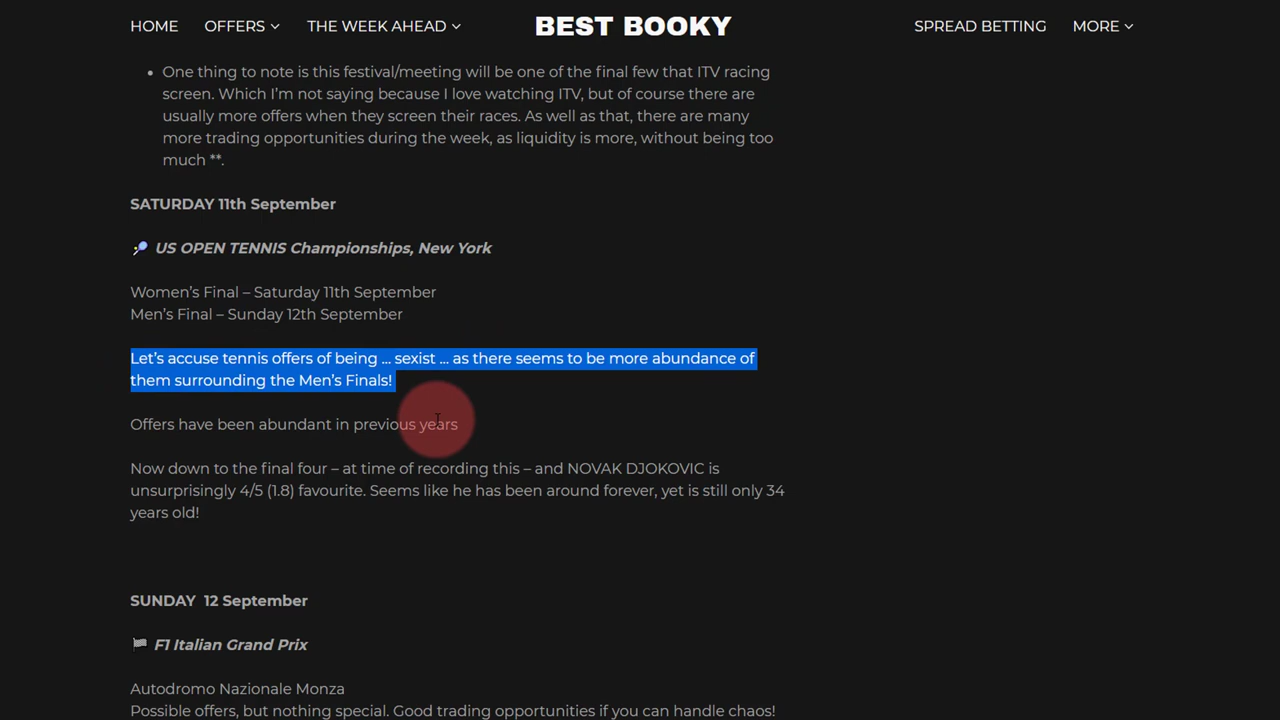 HOME OFFERS THE WEEK AHEAD BEST BOOKY SPREAD BETTING MORE
• One thing to note is this festival/meeting will be one of the final few that ITV racing
screen. Which I’m not saying because I love watching ITV, but of course there are
usually more offers when they screen their races. As well as that, there are many
more trading opportunities during the week, as liquidity is more, without being too
much **.
SATURDAY 11th September
🎾 US OPEN TENNIS Championships, New York
Women’s Final – Saturday 11th September
Men’s Final – Sunday 12th September
Let’s accuse tennis offers of being ... sexist ... as there seems to be more abundance of
them surrounding the Men’s Finals!
Offers have been abundant in previous years
Now down to the final four – at time of recording this – and NOVAK DJOKOVIC is
unsurprisingly 4/5 (1.8) favourite. Seems like he has been around forever, yet is still only 34
years old!
SUNDAY 12 September
🏁 F1 Italian Grand Prix
Autodromo Nazionale Monza
Possible offers, but nothing special. Good trading opportunities if you can handle chaos!